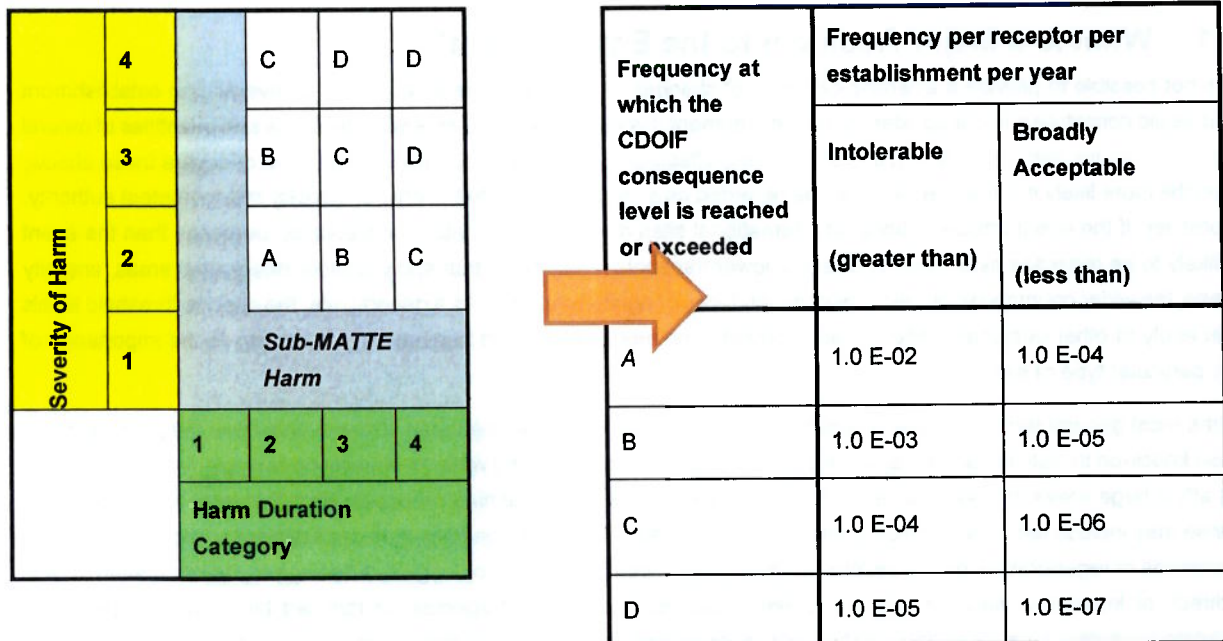 4 C D D
3 B C D
2 A B C
1 Sub-MATTE
Harm
Severity of Harm
1 2 3 4
Harm Duration
Category
Frequency at
which the
CDOIF
consequence
level is reached
or exceeded
Frequency per receptor per
establishment per year
Intolerable
(greater than)
Broadly
Acceptable
(less than)
A 1.0 E-02 1.0 E-04
B 1.0 E-03 1.0 E-05
C 1.0 E-04 1.0 E-06
D 1.0 E-05 1.0 E-07